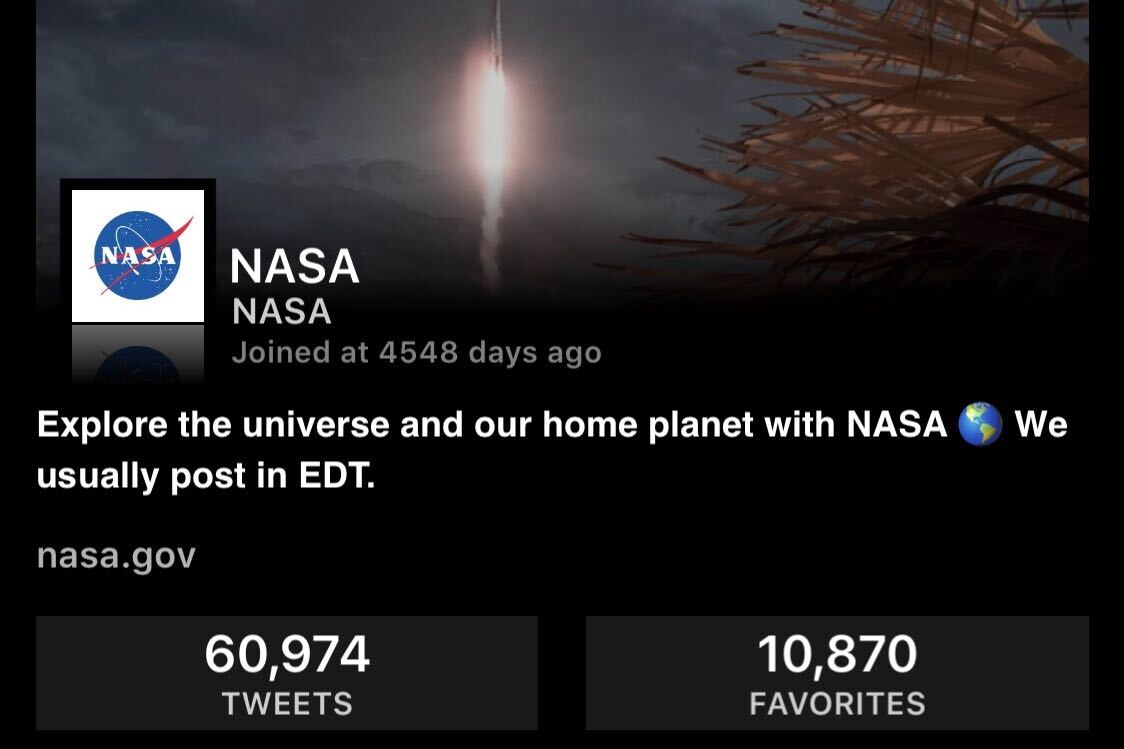 NASA
NASA
NASA
Joined at 4548 days ago
Explore the universe and our home planet with NASA 🌎 We
usually post in EDT.
nasa.gov
60,974
TWEETS
10,870
FAVORITES